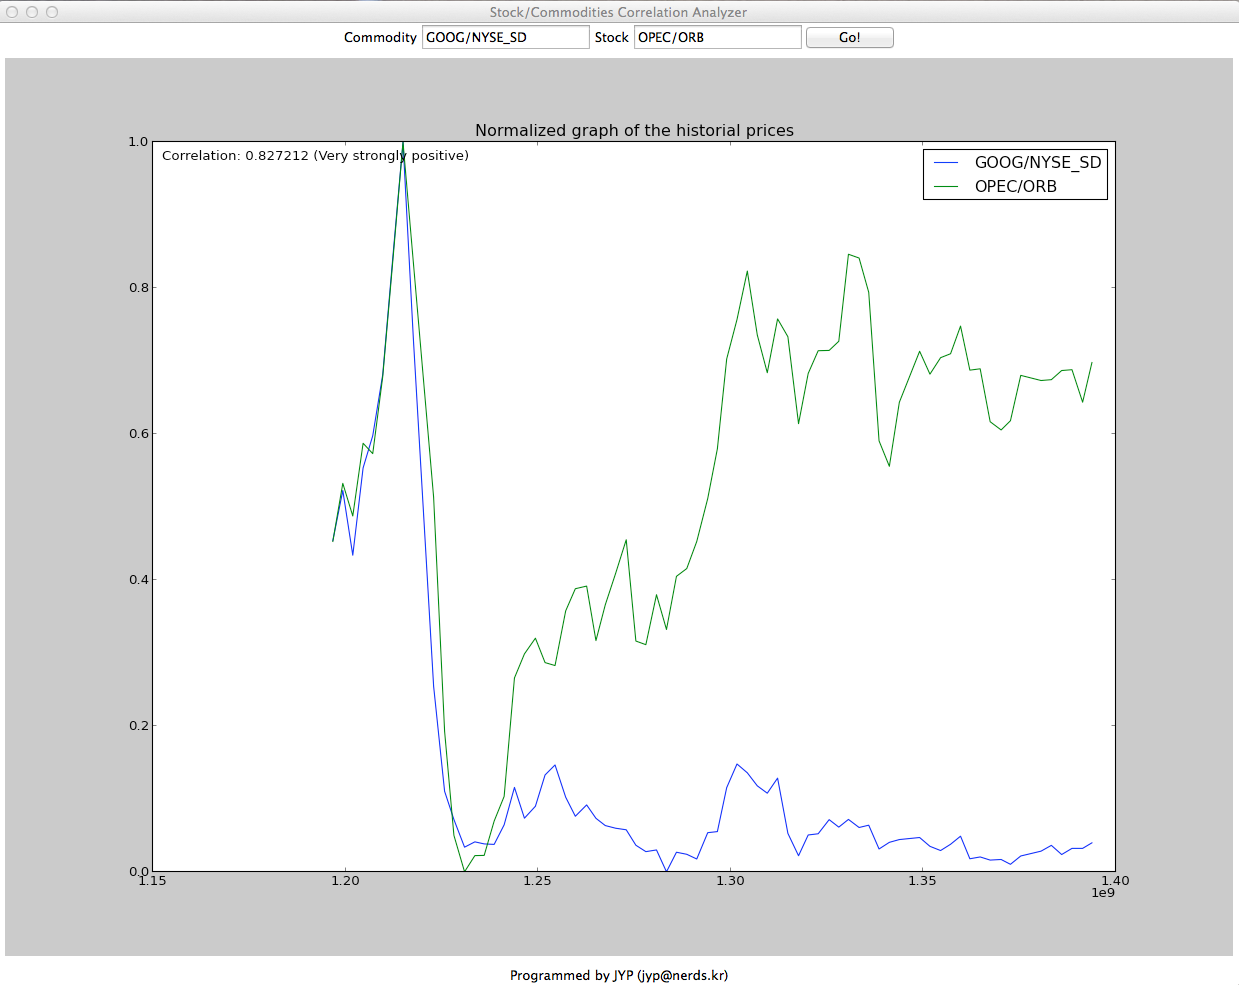 Stock/Commodities Correlation Analyzer
Commodity GOOG/NYSE_SD Stock OPEC/ORB Go!
Normalized graph of the historial prices
Correlation: 0.827212 (Very strongly positive)
GOOG/NYSE_SD
OPEC/ORB
1.0
0.8
0.6
0.4
0.2
0.0
1.15 1.20 1.25 1.30 1.35 1.40
1e9
Programmed by JYP (jyp@nerds.kr)